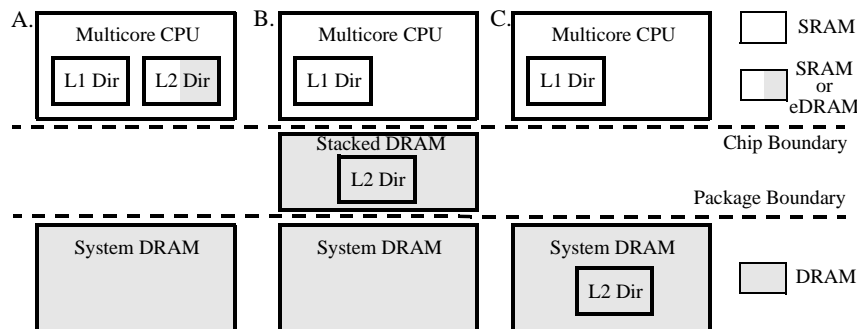 A.
Multicore CPU
L1 Dir
L2 Dir
B.
Multicore CPU
L1 Dir
C.
Multicore CPU
L1 Dir
SRAM
SRAM
or
eDRAM
Chip Boundary
Stacked DRAM
L2 Dir
Package Boundary
System DRAM
System DRAM
System DRAM
L2 Dir
DRAM